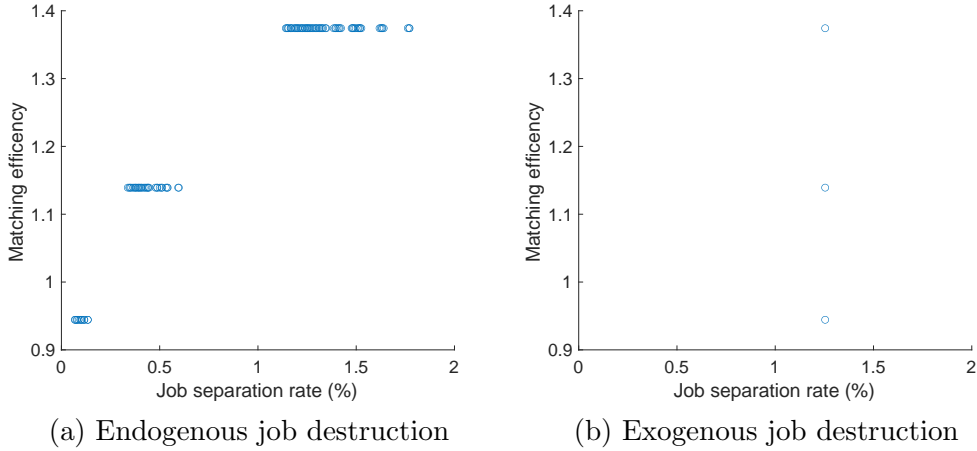 1.4
1.3
1.2
1.1
1
0.9
Matching efficency
0 0.5 1 1.5 2
Job separation rate (%)
(a) Endogenous job destruction
1.4
1.3
1.2
1.1
1
0.9
Matching efficency
0 0.5 1 1.5 2
Job separation rate (%)
(b) Exogenous job destruction